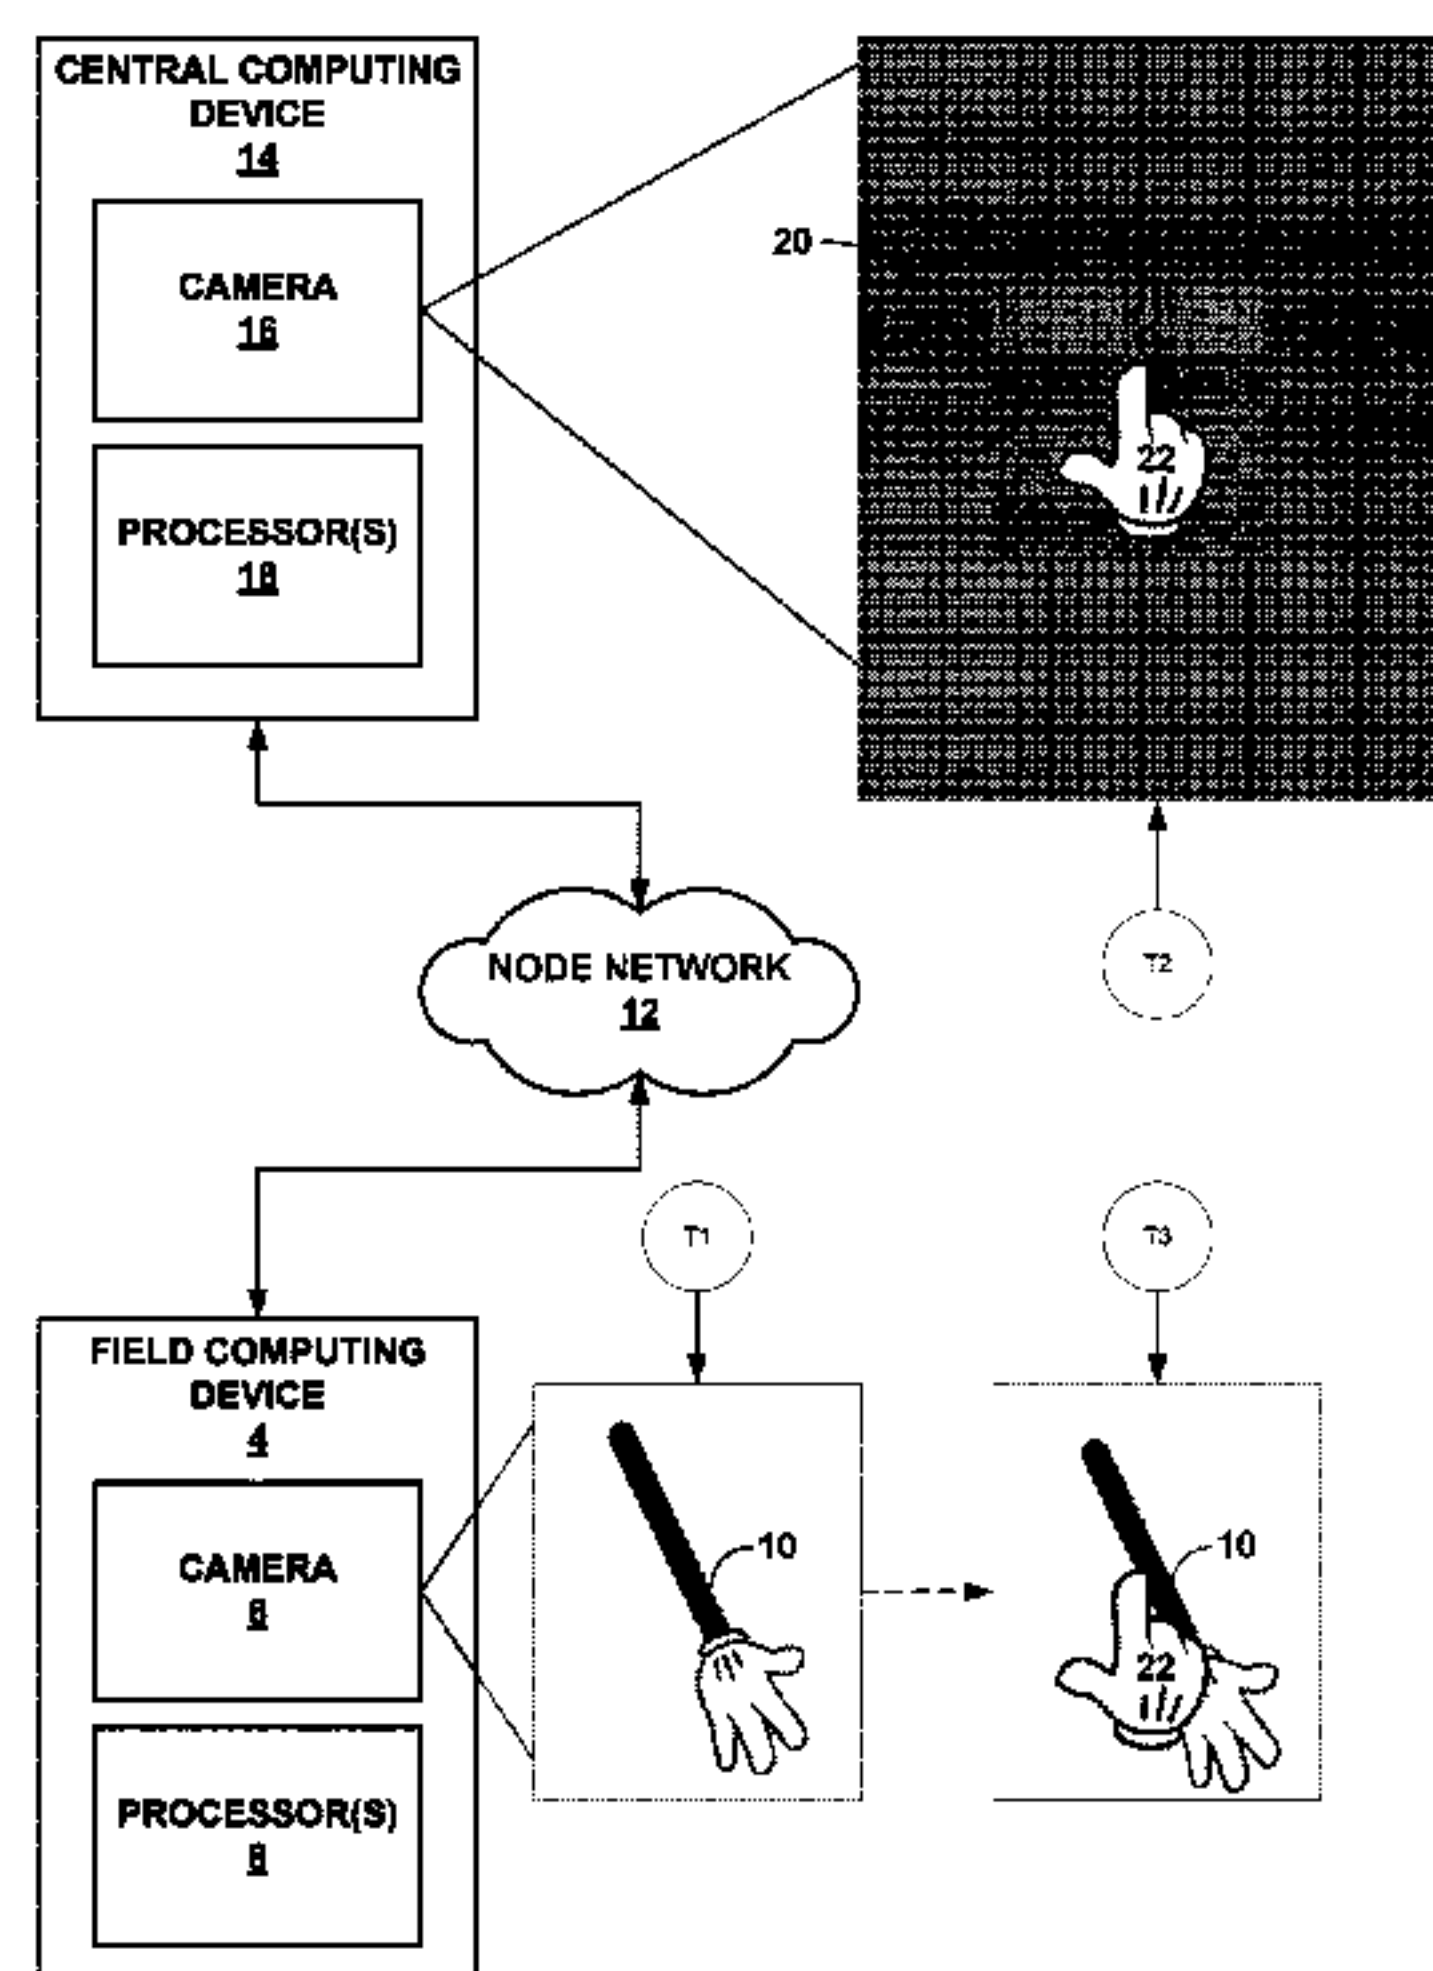 CENTRAL COMPUTING
DEVICE
14
CAMERA
16
PROCESSOR(S)
18
20
22
NODE NETWORK
12
T2
T1
T3
FIELD COMPUTING
DEVICE
4
CAMERA
6
PROCESSOR(S)
8
10
10
22